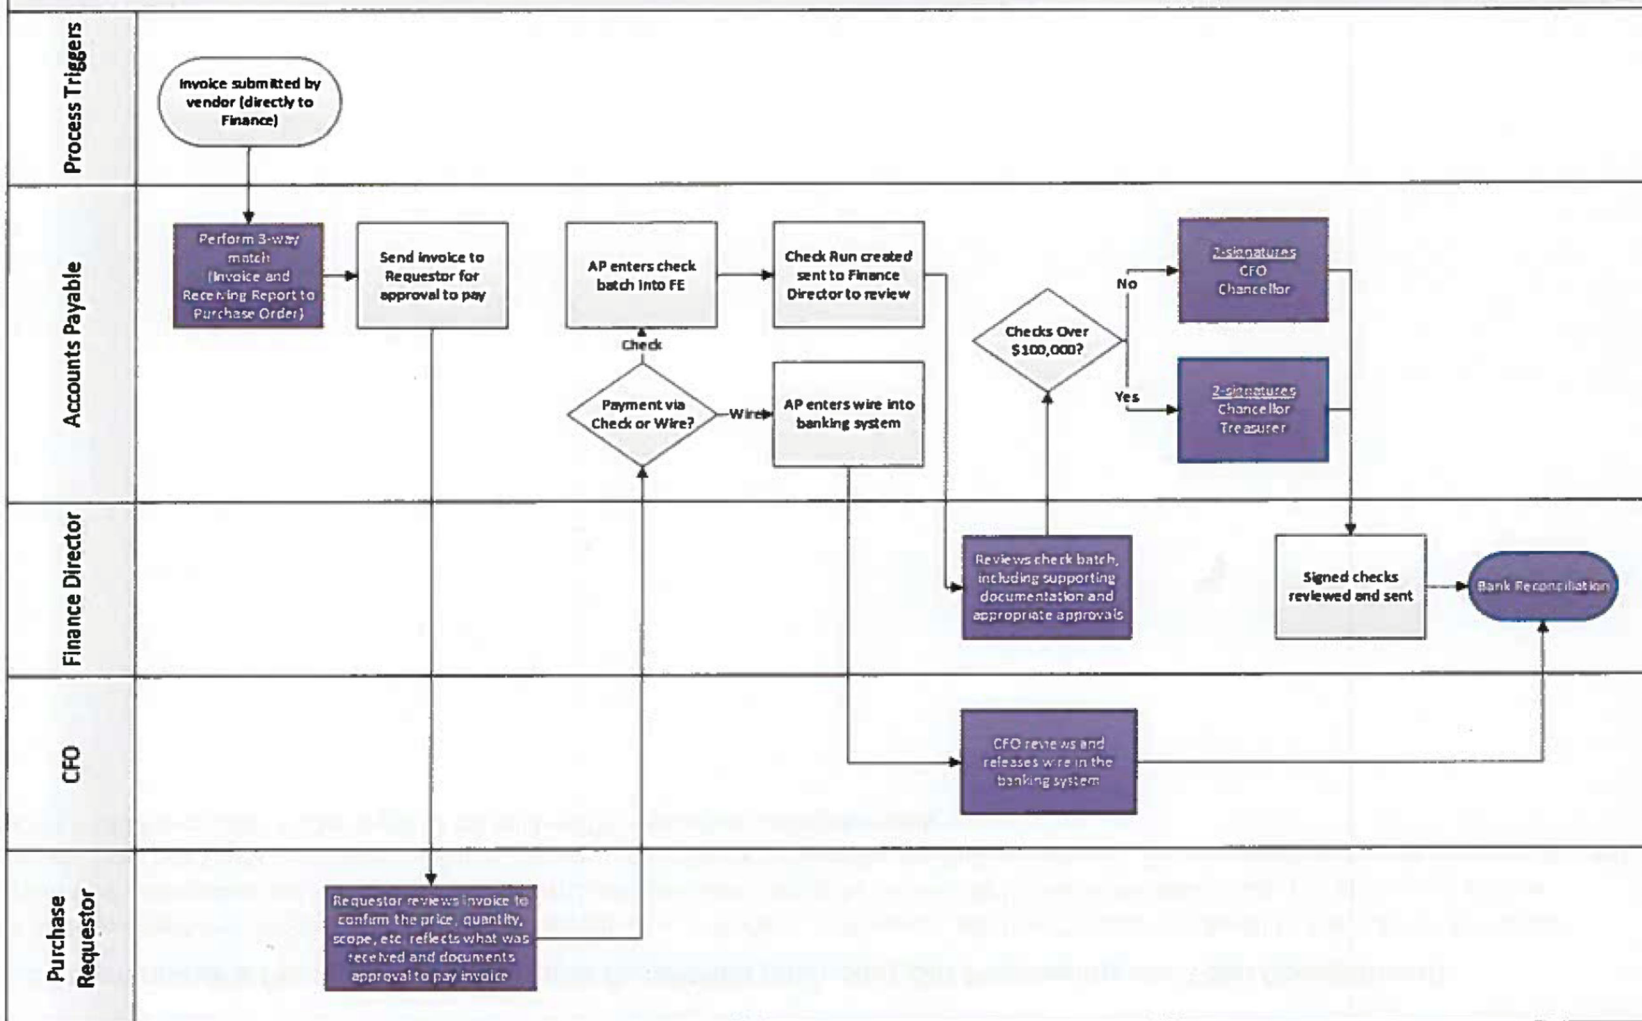 Process Triggers
Invoice submitted by
vendor (directly to
Finance)
Accounts Payable
Perform 3-way
match
(Invoice and
Receiving Report to
Purchase Order)
Send invoice to
Requestor for
approval to pay
AP enters check
batch into FE
Check Run created
sent to Finance
Director to review
Check
Payment via
Check or Wire?
Wire
AP enters wire into
banking system
Checks Over
$100,000?
No
Yes
2-signatures
CFO
Chancellor
2-signatures
Chancellor
Treasurer
Finance Director
Reviews check batch,
including supporting
documentation and
appropriate approvals
Signed checks
reviewed and sent
Bank Reconciliation
CFO
CFO reviews and
releases wire in the
banking system
Purchase
Requestor
Requestor reviews invoice to
confirm the price, quantity,
scope, etc. reflects what was
received and documents
approval to pay invoice